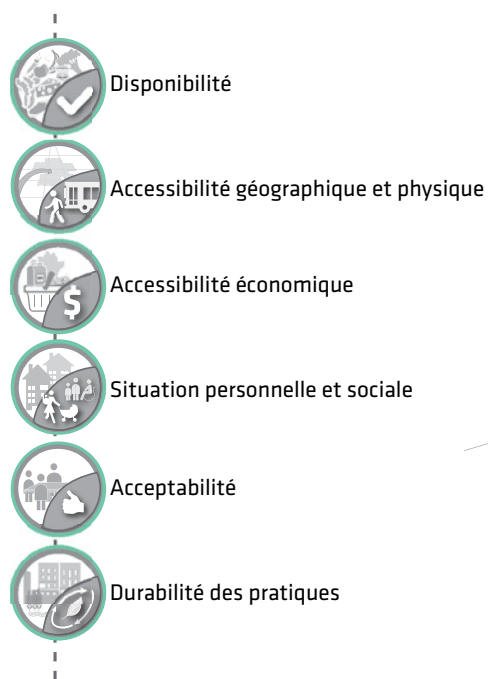 Disponibilité
Accessibilité géographique et physique
$
Accessibilité économique
Situation personnelle et sociale
Acceptabilité
Durabilité des pratiques